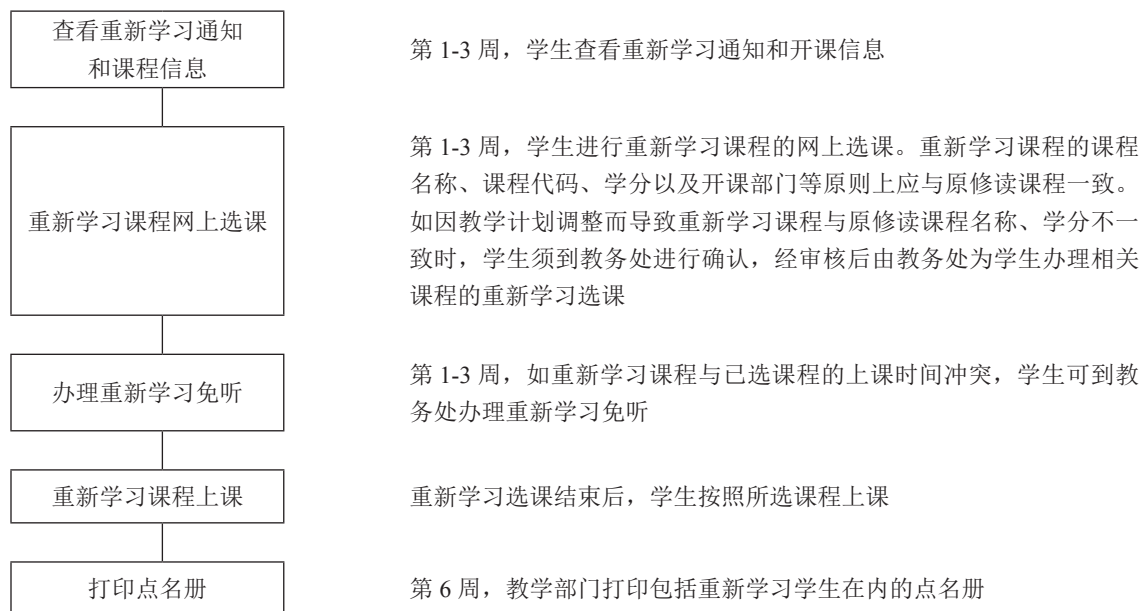 查看重新学习通知
和课程信息
第 1-3 周，学生查看重新学习通知和开课信息
重新学习课程网上选课
第 1-3 周，学生进行重新学习课程的网上选课。重新学习课程的课程
名称、课程代码、学分以及开课部门等原则上应与原修读课程一致。
如因教学计划调整而导致重新学习课程与原修读课程名称、学分不一
致时，学生须到教务处进行确认，经审核后由教务处为学生办理相关
课程的重新学习选课
办理重新学习免听
第 1-3 周，如重新学习课程与已选课程的上课时间冲突，学生可到教
务处办理重新学习免听
重新学习课程上课
重新学习选课结束后，学生按照所选课程上课
打印点名册
第 6 周，教学部门打印包括重新学习学生在内的点名册